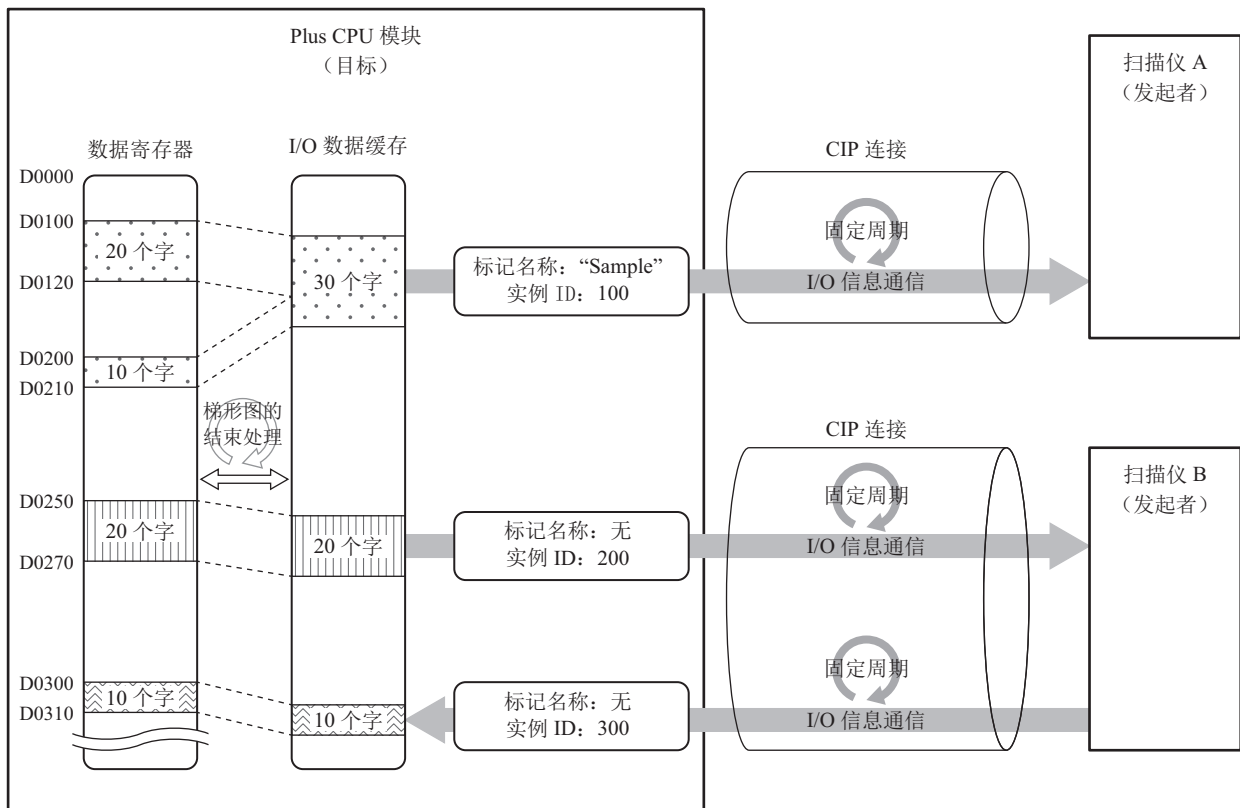 Plus CPU 模块
（目标）
扫描仪 A
（发起者）
数据寄存器
I/O 数据缓存
CIP 连接
D0000
D0100
20 个字
D0120
30 个字
标记名称：“Sample”
实例 ID：100
固定周期
I/O 信息通信
D0200
10 个字
D0210
梯形图的
结束处理
CIP 连接
扫描仪 B
（发起者）
D0250
20 个字
D0270
20 个字
标记名称：无
实例 ID：200
固定周期
I/O 信息通信
D0300
10 个字
D0310
10 个字
标记名称：无
实例 ID：300
固定周期
I/O 信息通信